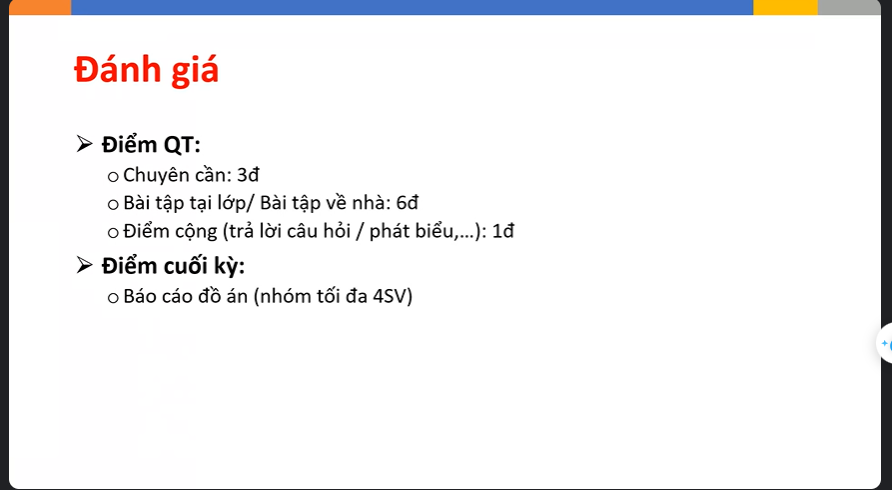 Đánh giá
Điểm QT:
Chuyên cần: 3đ
Bài tập tại lớp/ Bài tập về nhà: 6đ
Điểm cộng (trả lời câu hỏi / phát biểu,...): 1đ
Điểm cuối kỳ:
Báo cáo đồ án (nhóm tối đa 4SV)